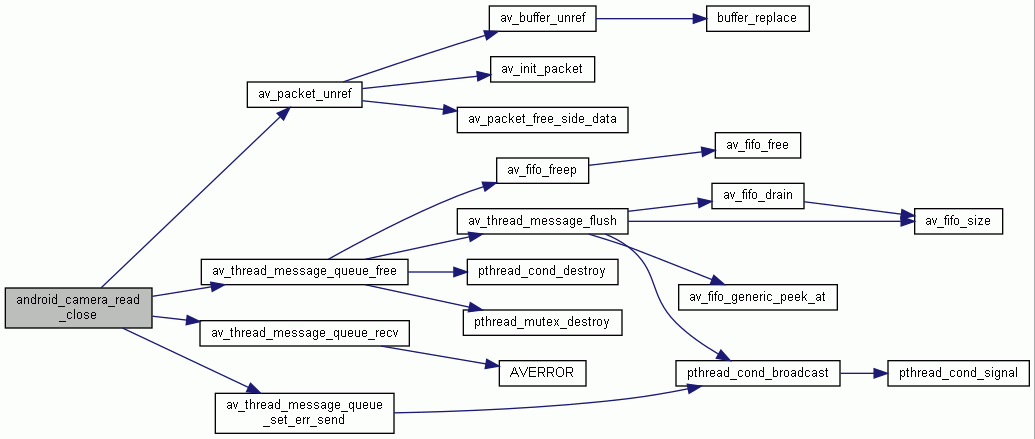 av_buffer_unref
buffer_replace
av_init_packet
av_packet_unref
av_packet_free_side_data
av_fifo_free
av_fifo_freep
av_fifo_drain
av_thread_message_flush
av_fifo_size
av_thread_message_queue_free
pthread_cond_destroy
av_fifo_generic_peek_at
android_camera_read
_close
pthread_mutex_destroy
av_thread_message_queue_recv
AVERROR
pthread_cond_broadcast
pthread_cond_signal
av_thread_message_queue
_set_err_send